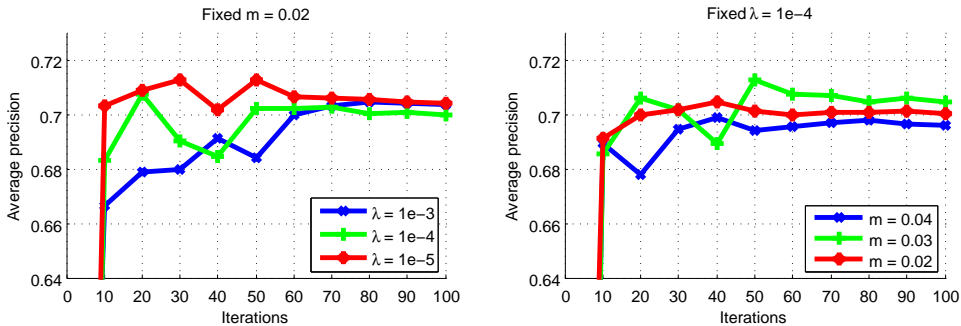 Fixed m = 0.02
Average precision
0.72
0.7
0.68
0.66
0.64
0 10 20 30 40 50 60 70 80 90 100
Iterations
λ = 1e−3
λ = 1e−4
λ = 1e−5
Fixed λ = 1e−4
Average precision
0.72
0.7
0.68
0.66
0.64
0 10 20 30 40 50 60 70 80 90 100
Iterations
m = 0.04
m = 0.03
m = 0.02